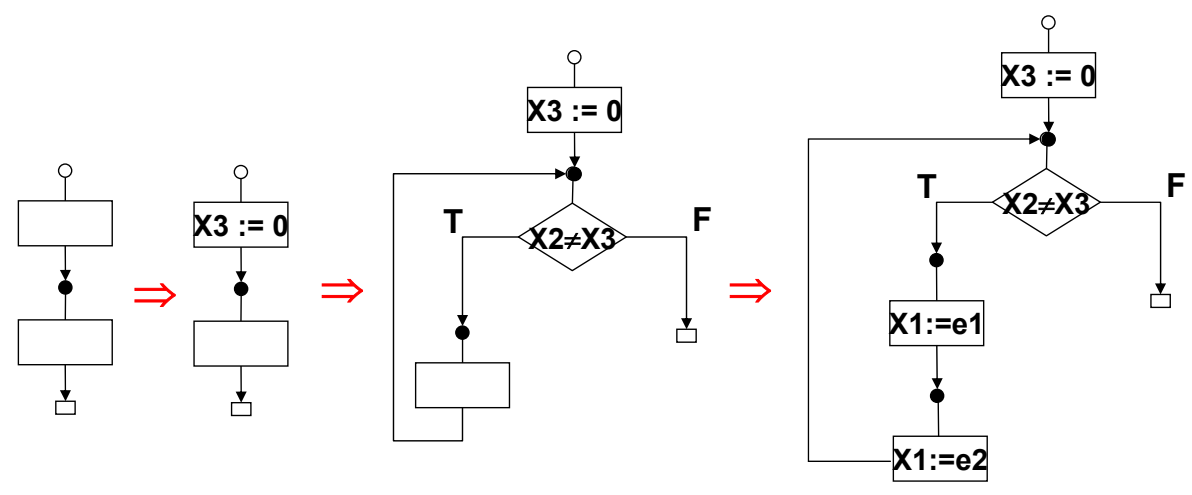 X3 := 0
X3 := 0
T
F
X2≠X3
X3 := 0
T
F
X2≠X3
X1:=e1
X1:=e2